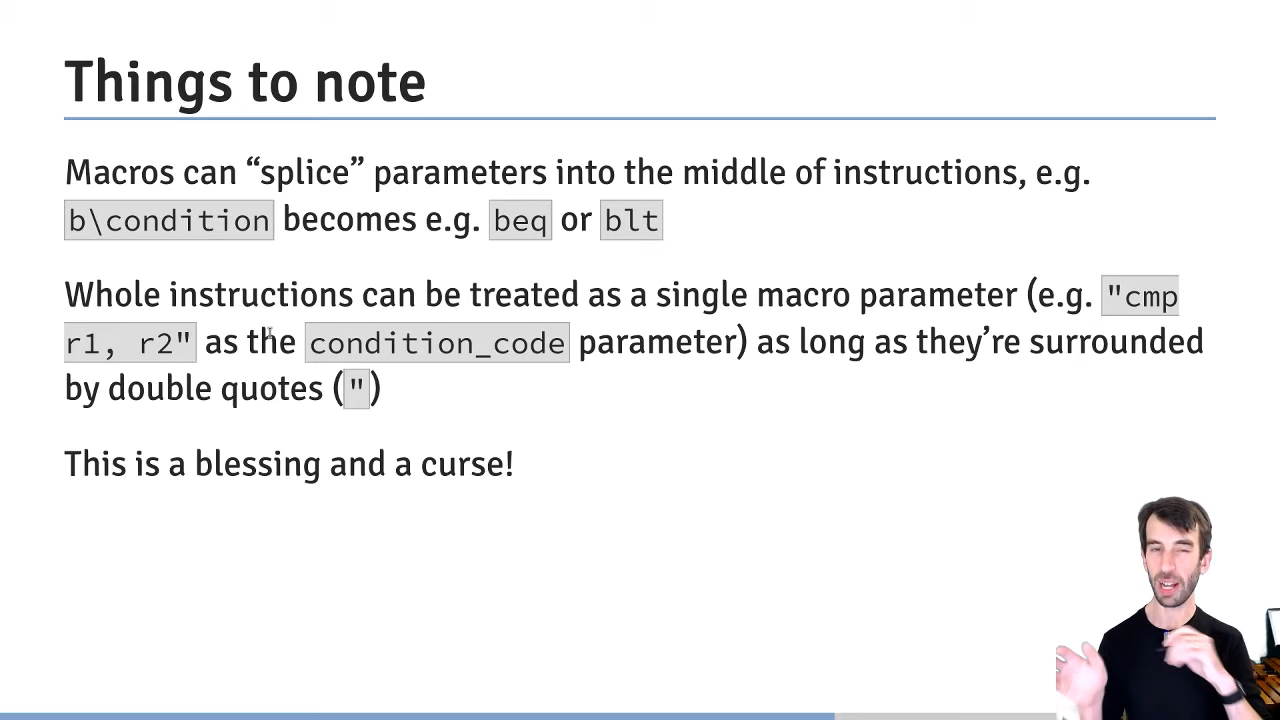 Things to note
Macros can “splice” parameters into the middle of instructions, e.g.
b\condition becomes e.g. beq or blt
Whole instructions can be treated as a single macro parameter (e.g. "cmp
r1, r2" as the condition_code parameter) as long as they’re surrounded
by double quotes (")
This is a blessing and a curse!